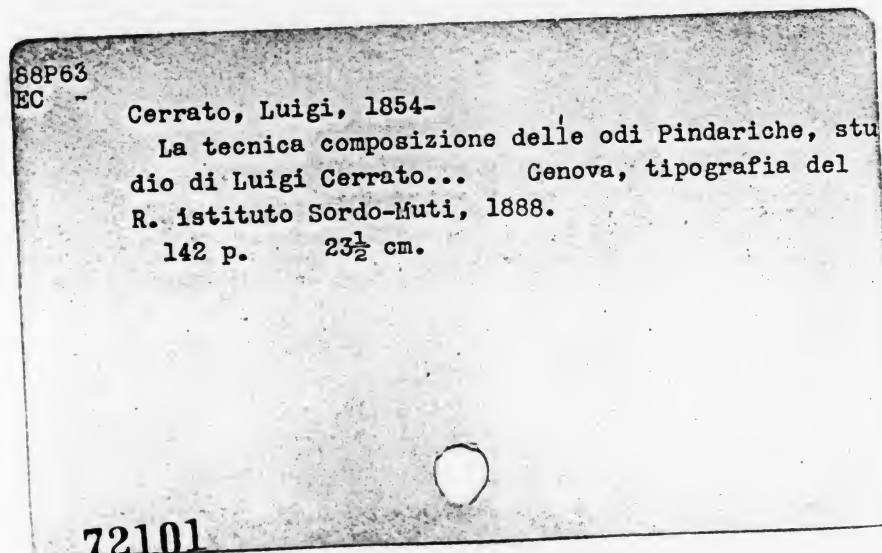 88P63
EC -
Cerrato, Luigi, 1854-
La tecnica composizione delle odi Pindariche, stu
dio di Luigi Cerrato... Genova, tipografia del
R. istituto Sordo-Muti, 1888.
142 p. 23½ cm.
72101